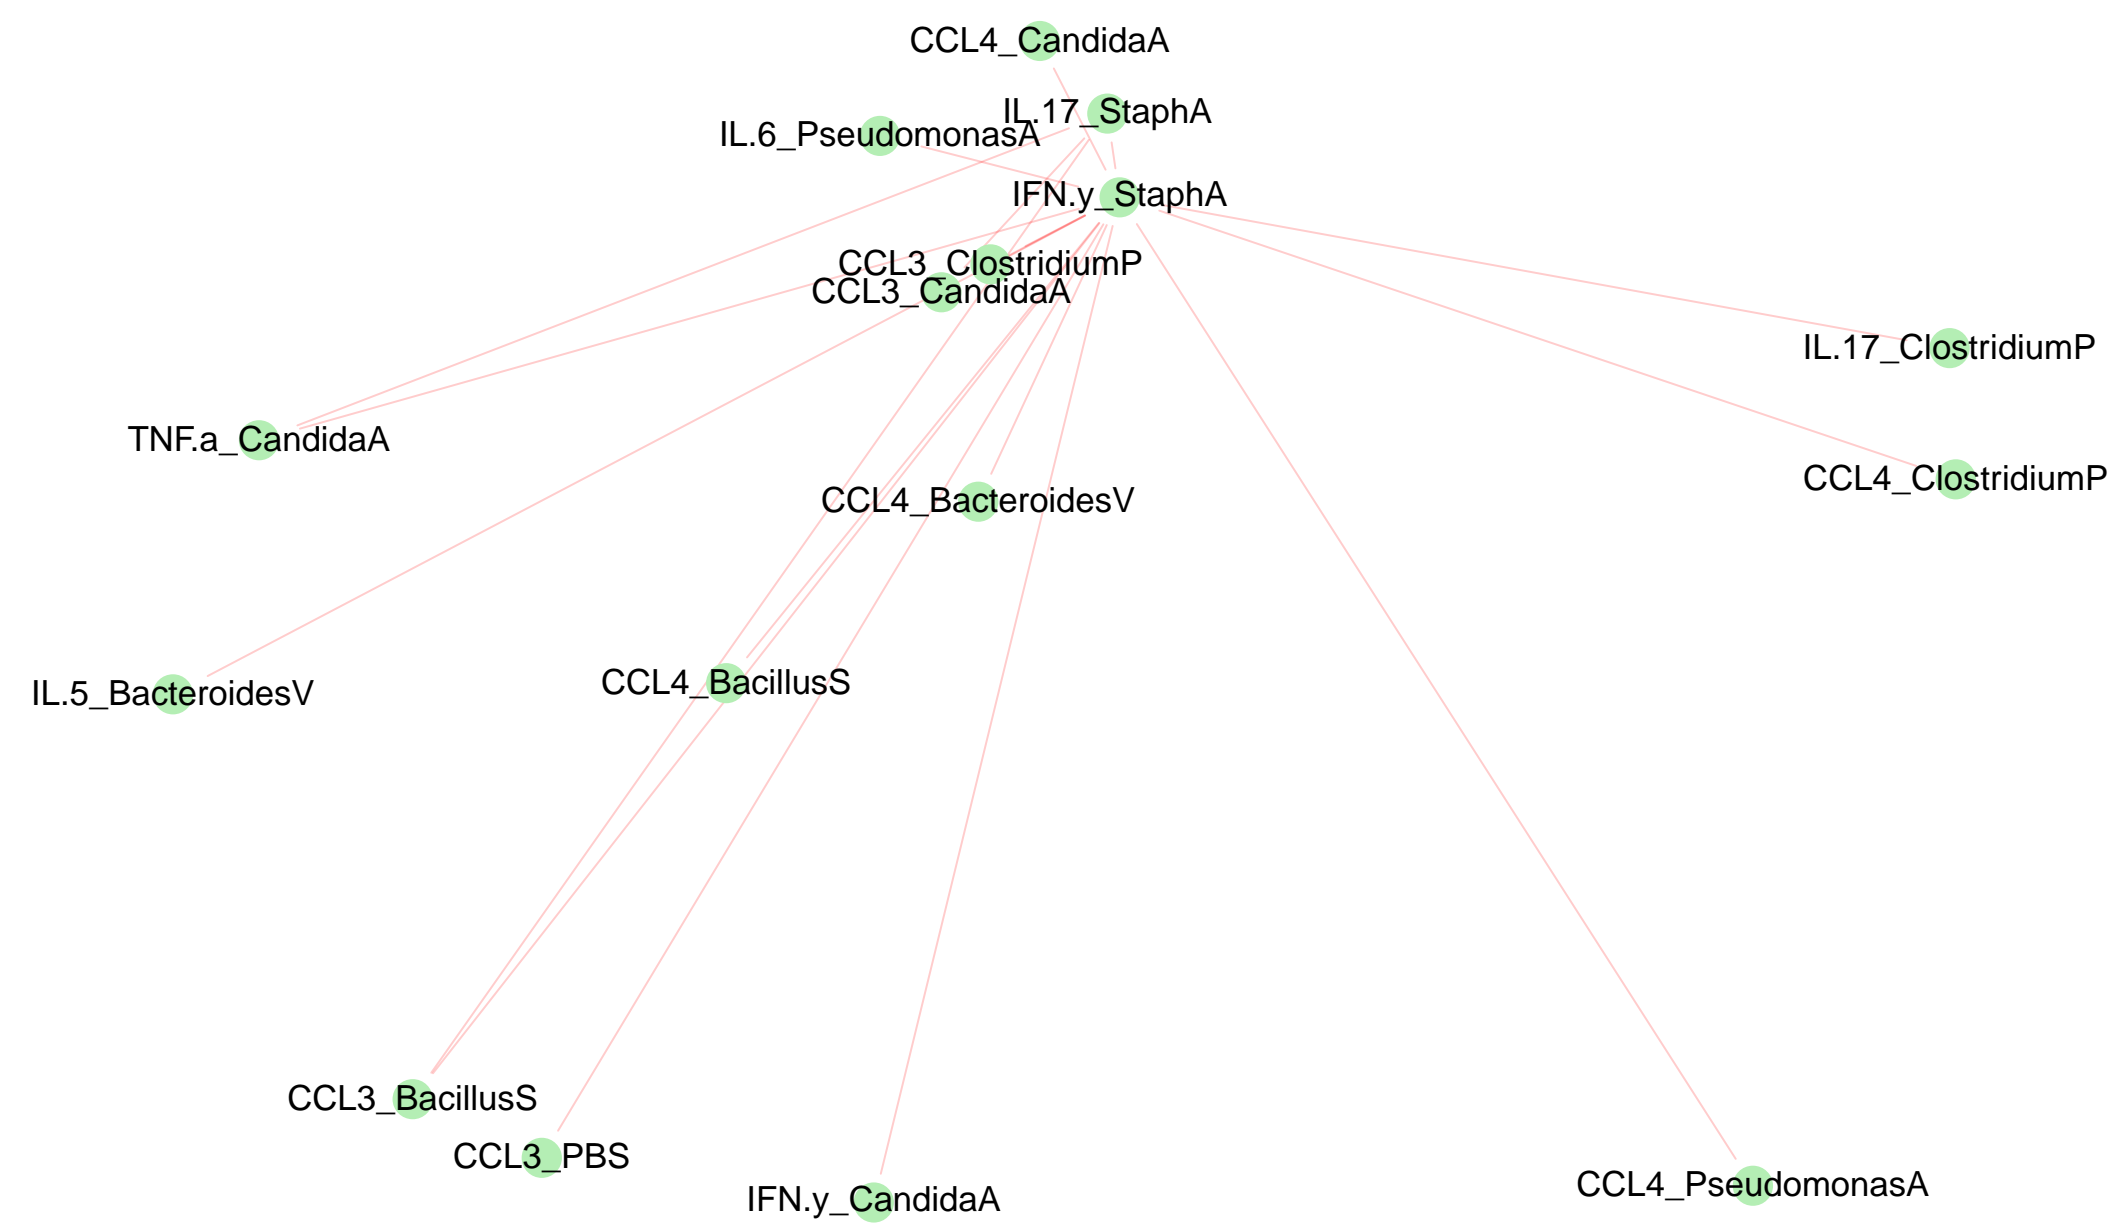 CCL4_CandidaA
IL.17_StaphA
IL.6_PseudomonasA
IFN.y_StaphA
CCL3_ClostridiumP
CCL3_CandidaA
IL.17_ClostridiumP
TNF.a_CandidaA
CCL4_ClostridiumP
CCL4_BacteroidesV
CCL4_BacillusS
IL.5_BacteroidesV
CCL3_BacillusS
CCL3_PBS
CCL4_PseudomonasA
IFN.y_CandidaA